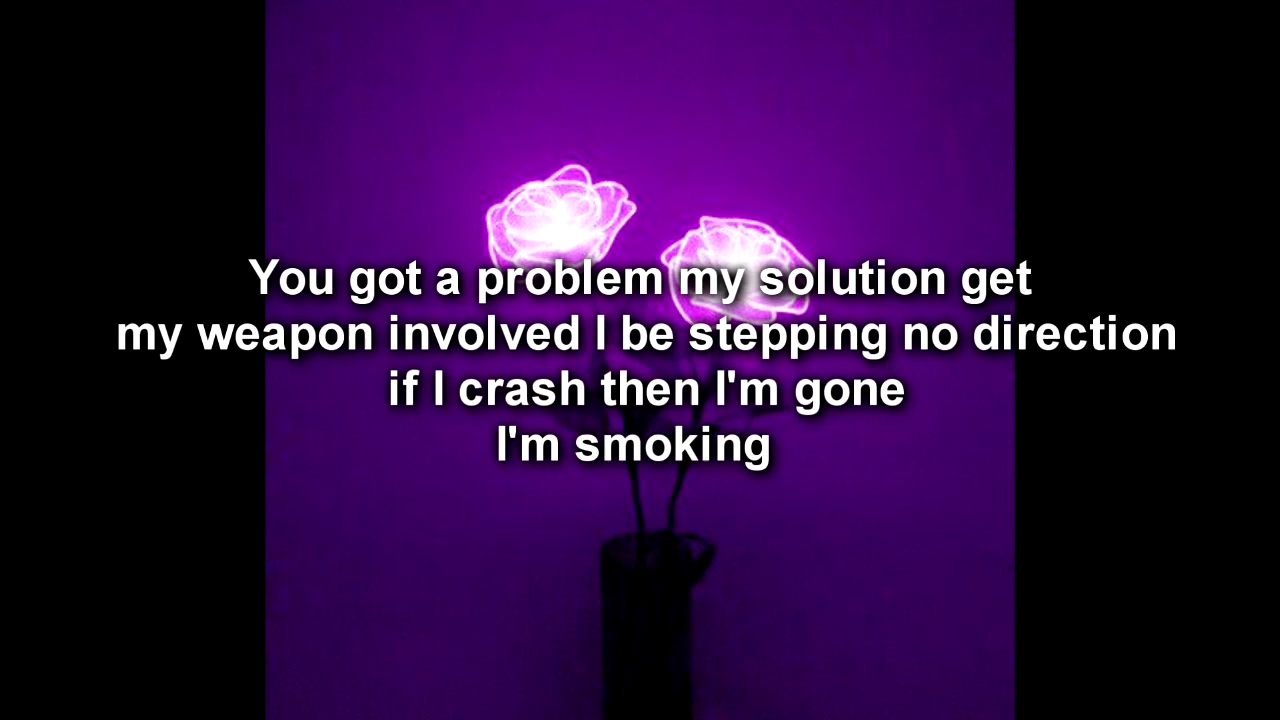 You got a problem my solution get
my weapon involved I be stepping no direction
if I crash then I'm gone
I'm smoking